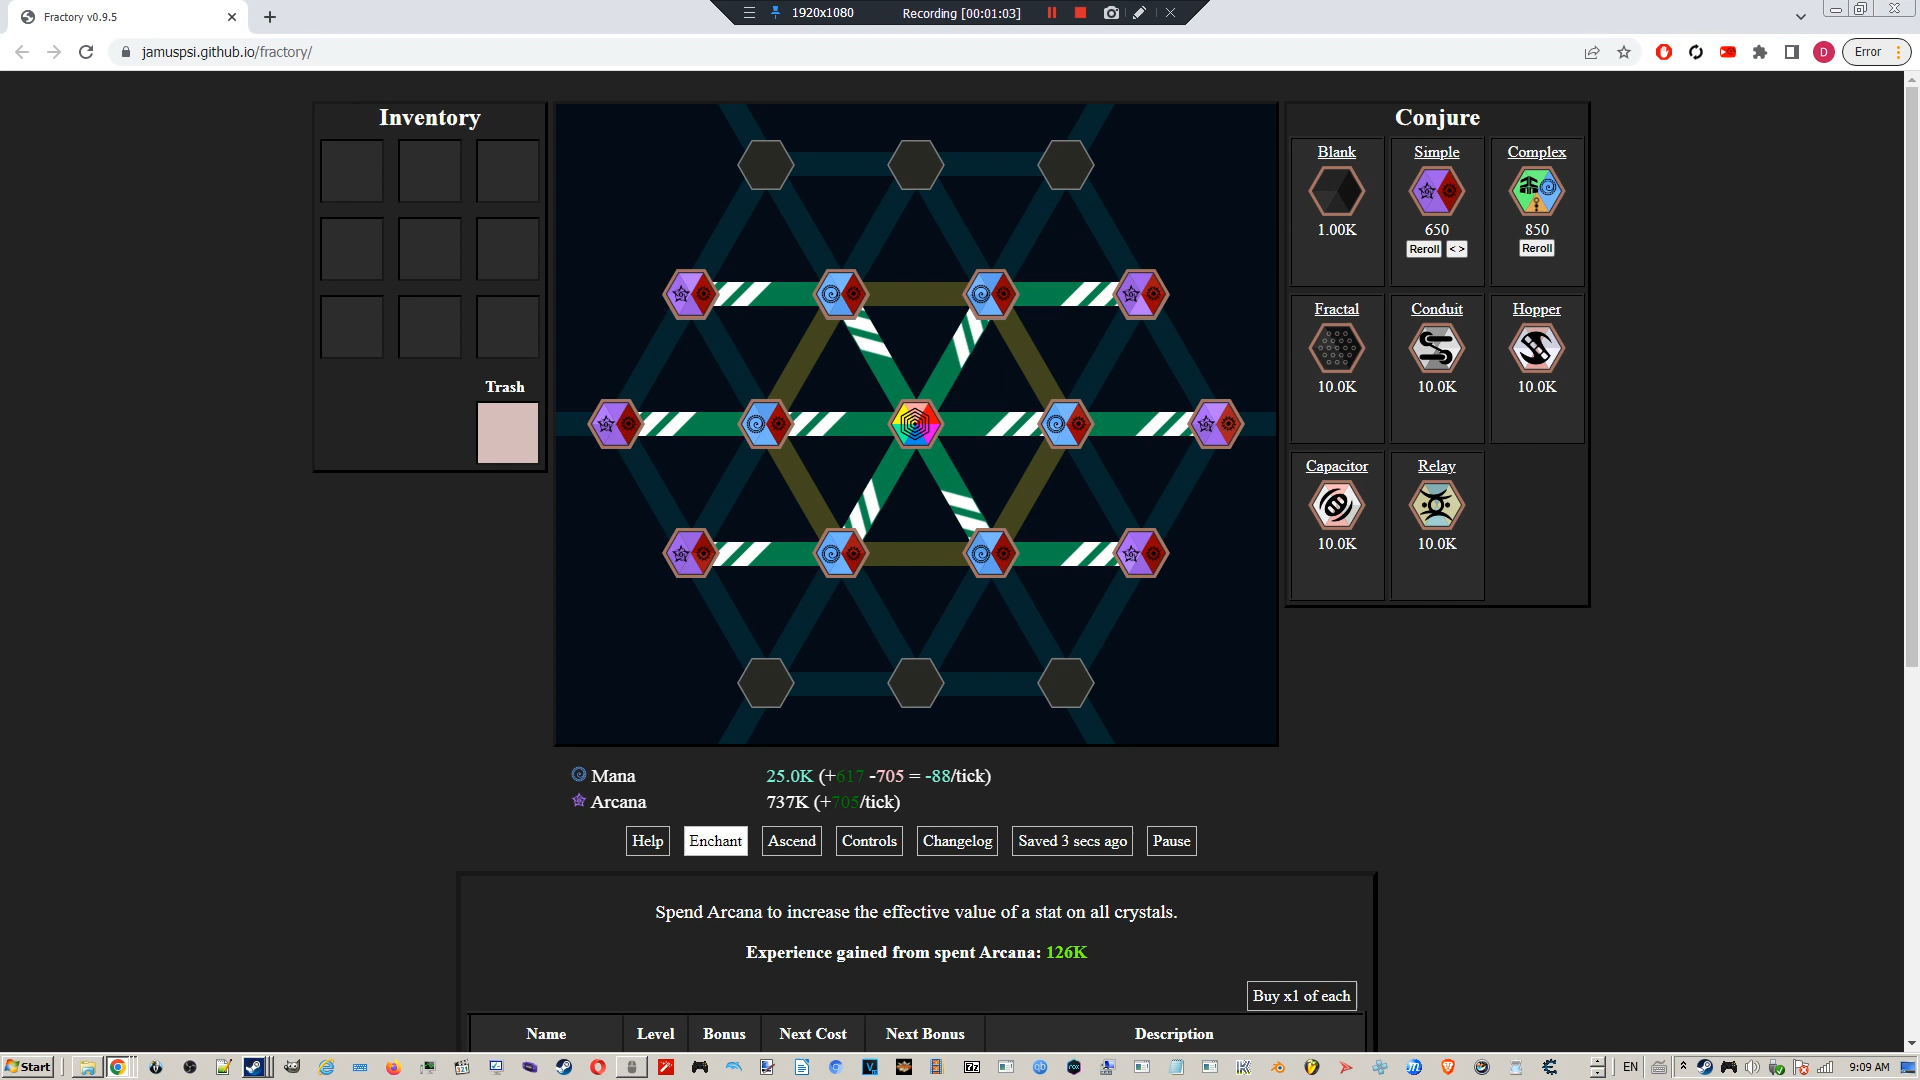 Fractory v0.9.5
1920x1080
Recording [00:01:03]
jamuspsi.github.io/fractory/
D
Error
Inventory
Trash
Conjure
Blank
Simple
Complex
1.00K
650
850
Reroll
< >
Reroll
Fractal
Conduit
Hopper
10.0K
10.0K
10.0K
Capacitor
Relay
10.0K
10.0K
Mana
25.0K (+617 -705 = -88/tick)
Arcana
737K (+705/tick)
Help
Enchant
Ascend
Controls
Changelog
Saved 3 secs ago
Pause
Spend Arcana to increase the effective value of a stat on all crystals.
Experience gained from spent Arcana: 126K
Buy x1 of each
Name
Level
Bonus
Next Cost
Next Bonus
Description
Start
EN
9:09 AM